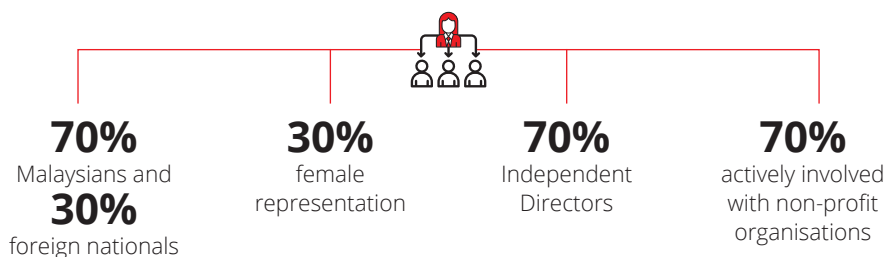 70%
Malaysians and
30%
foreign nationals
30%
female
representation
70%
Independent
Directors
70%
actively involved
with non-profit
organisations